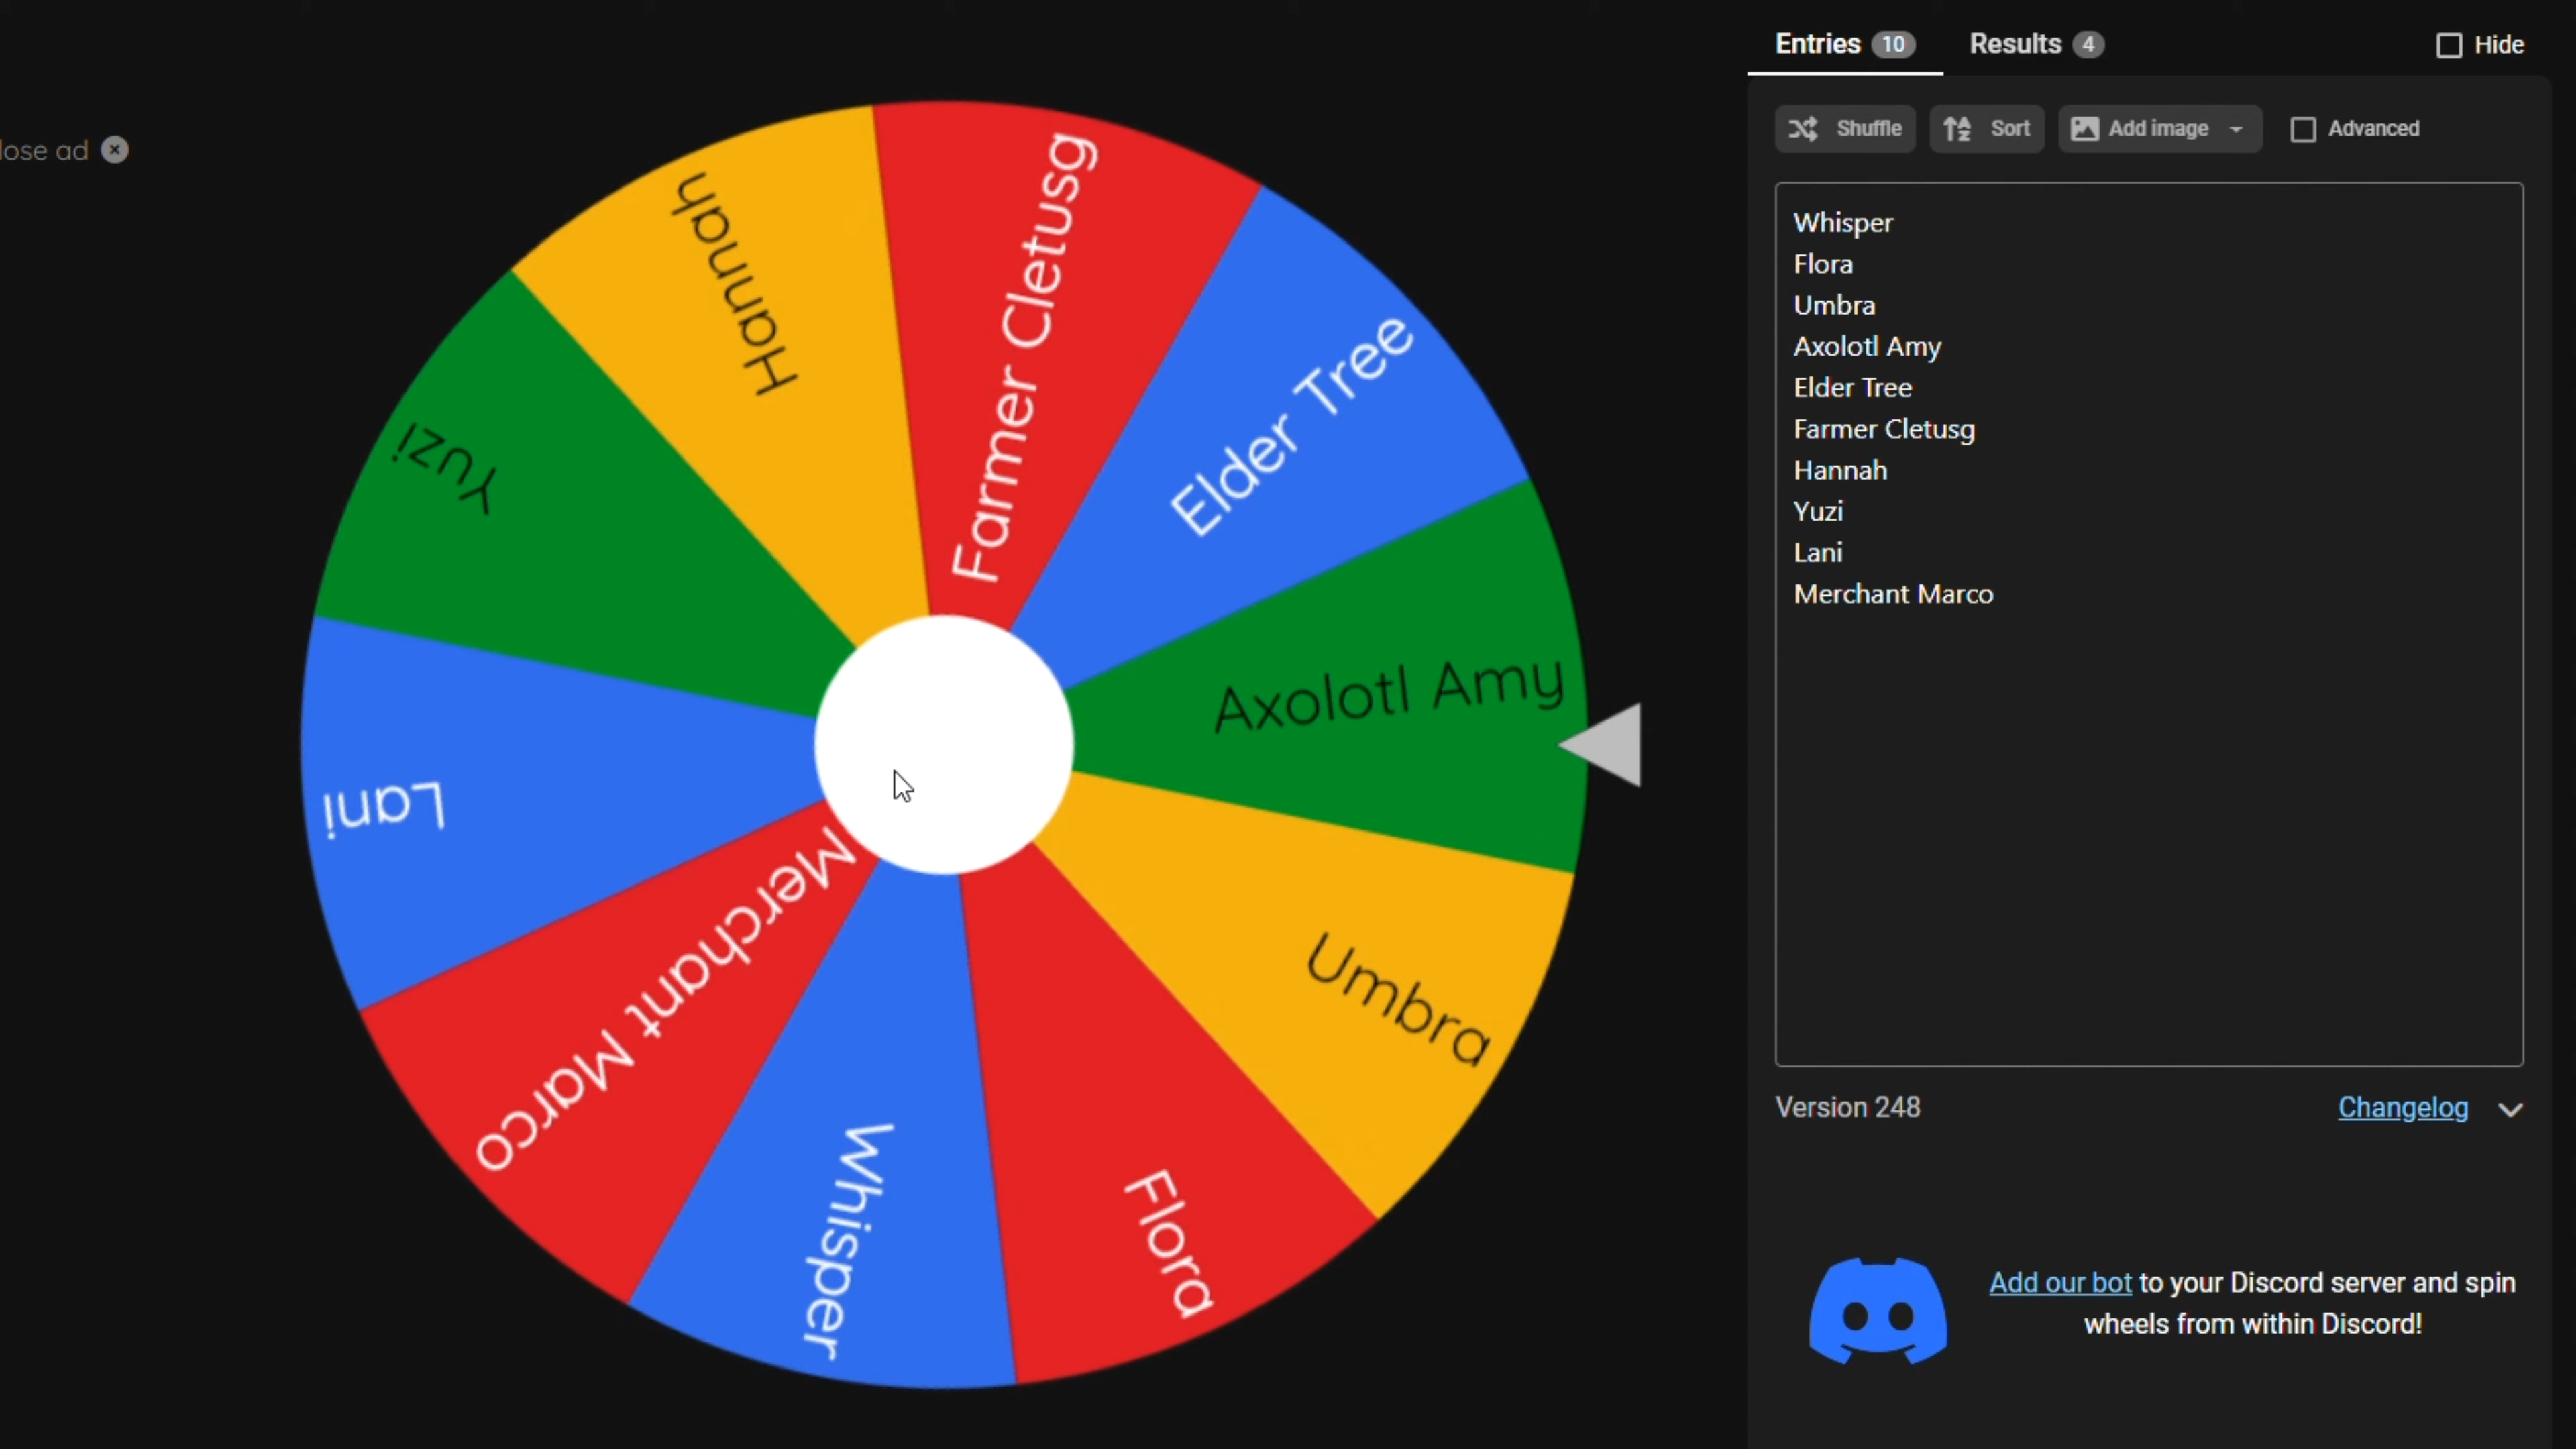 Entries 10 Results 4 Hide
lose ad
Shuffle Sort Add image Advanced
Hannah
Farmer Cletusg
Elder Tree
Yuzi
Axolotl Amy
Lani
Umbra
Merchant Marco
Whisper
Flora
Whisper
Flora
Umbra
Axolotl Amy
Elder Tree
Farmer Cletusg
Hannah
Yuzi
Lani
Merchant Marco
Version 248 Changelog
Add our bot to your Discord server and spin
wheels from within Discord!